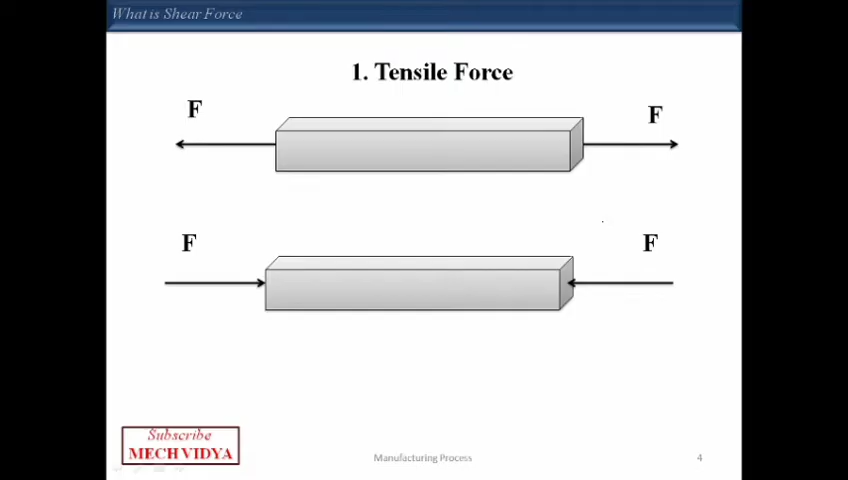 What is Shear Force
1. Tensile Force
F
F
F
F
Subscribe
MECH VIDYA
Manufacturing Process
4